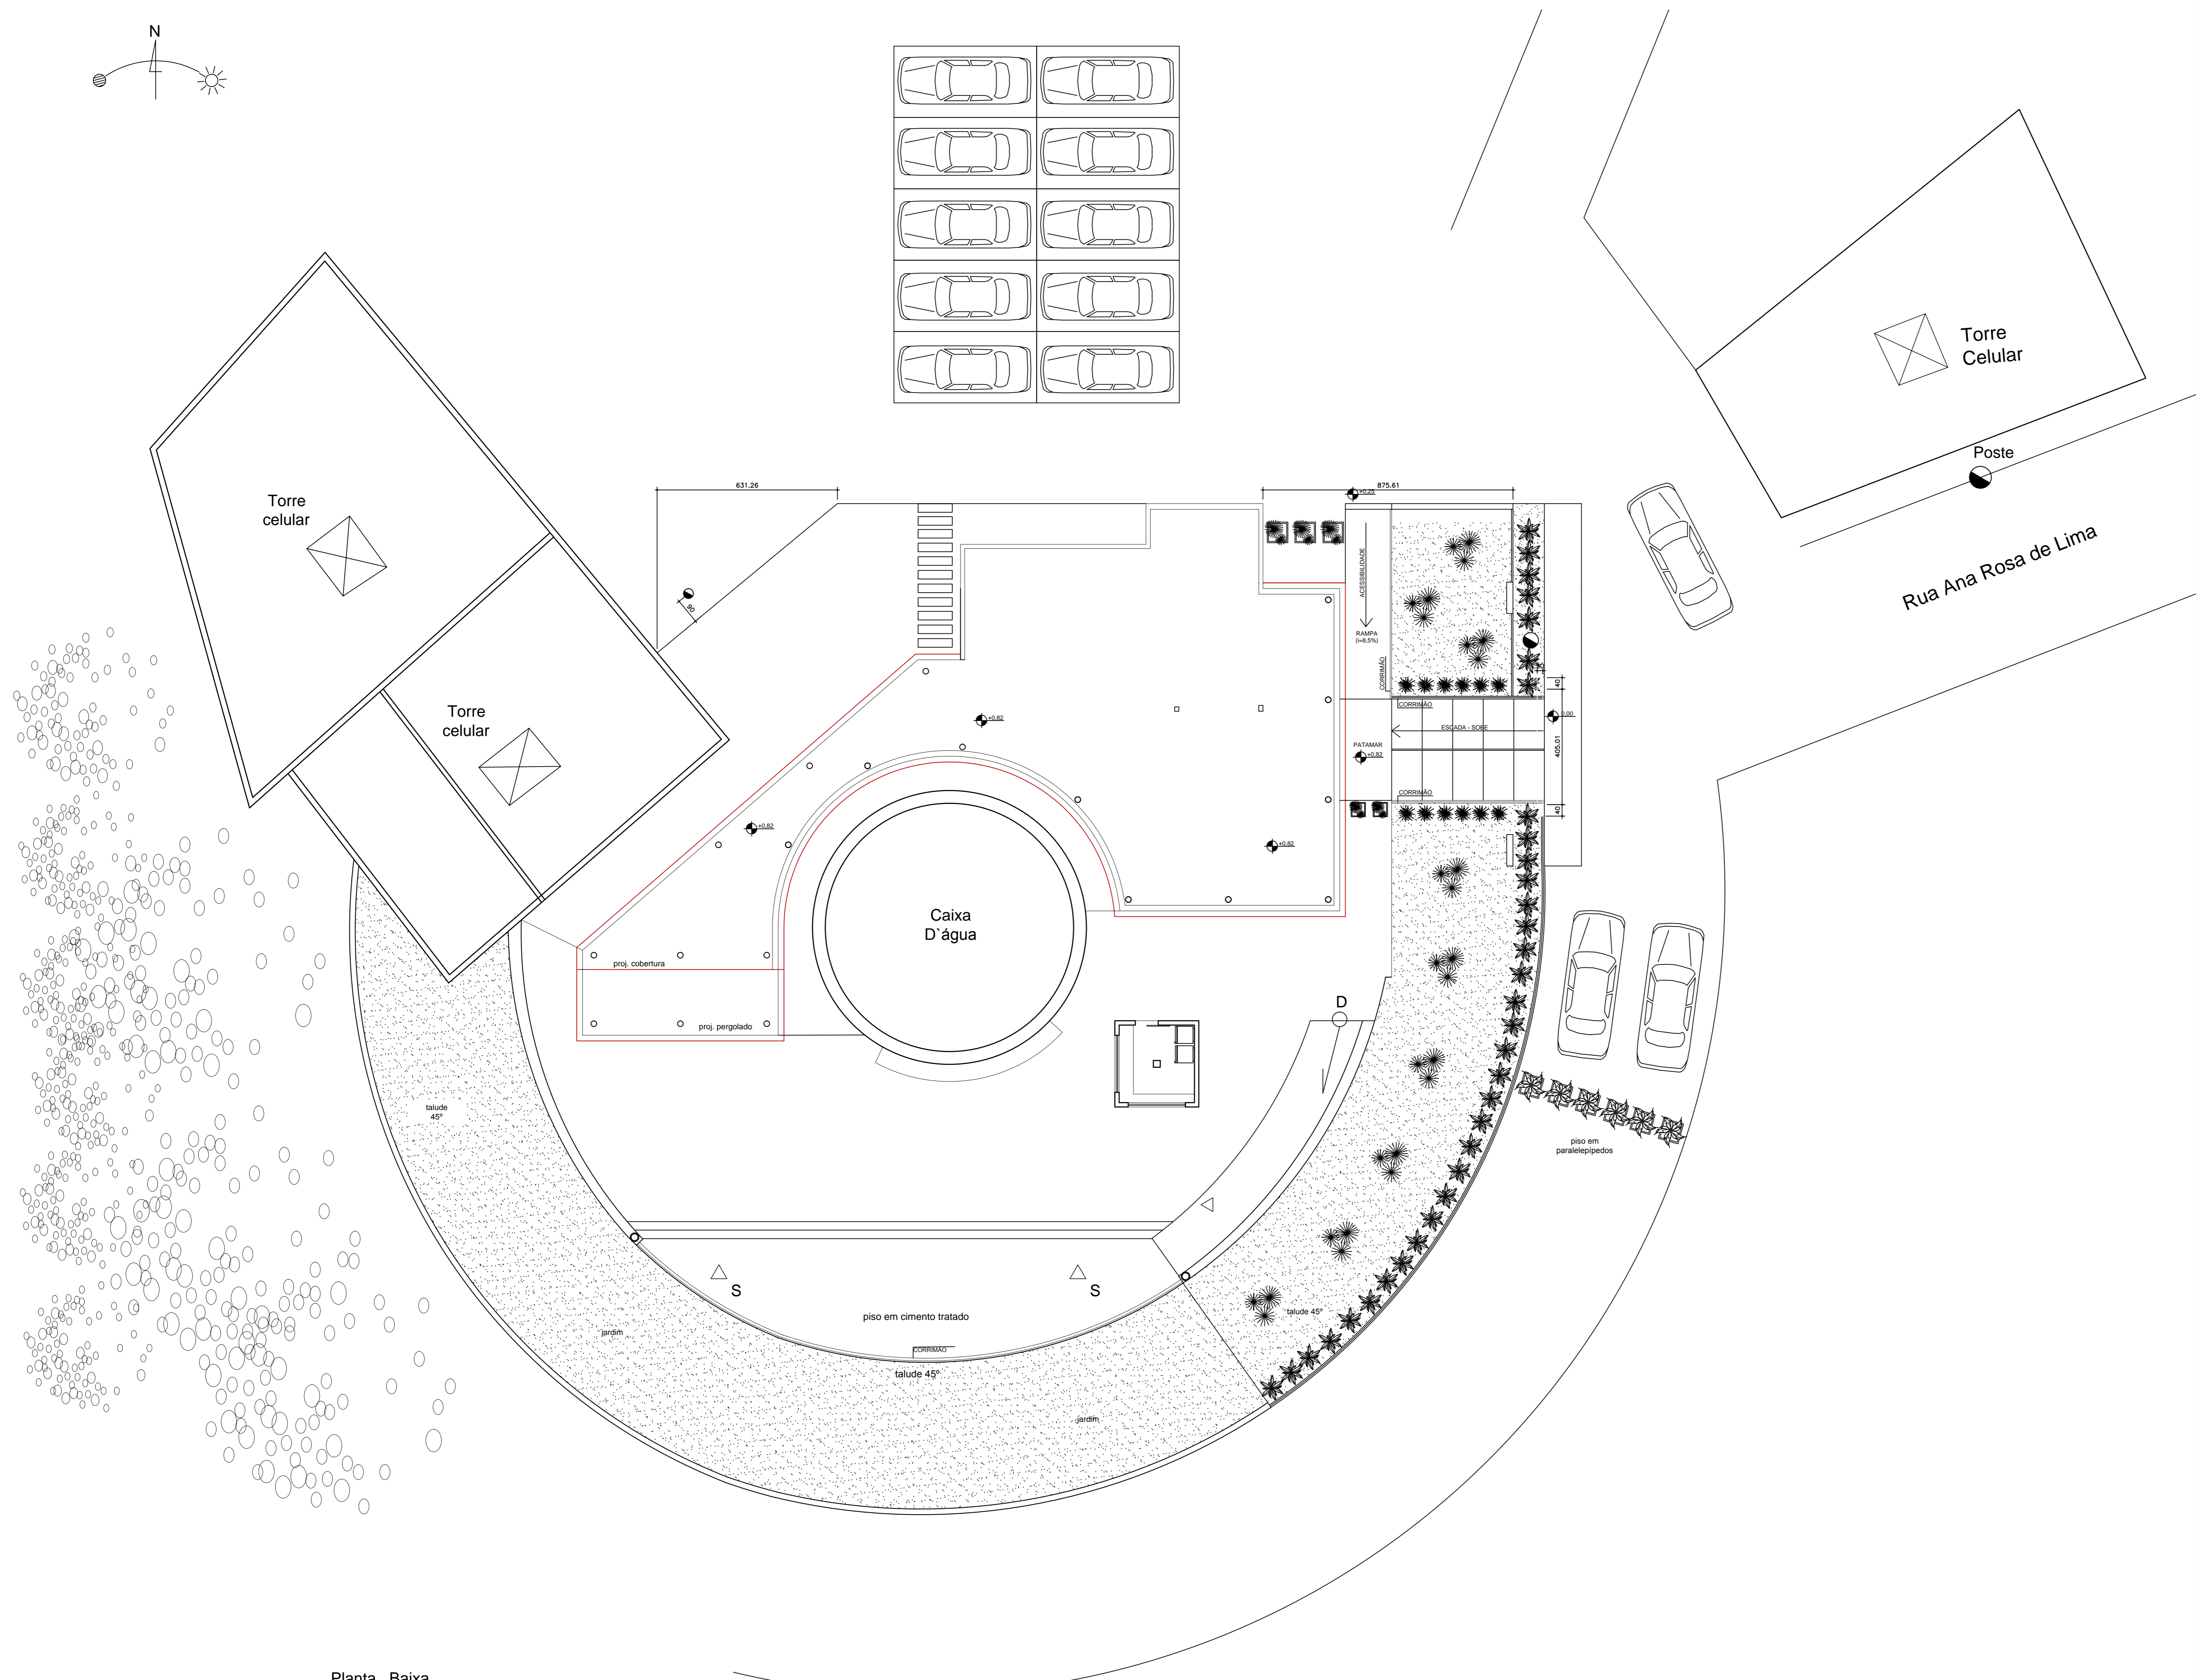 N
Torre
Celular
Poste
Rua Ana Rosa de Lima
631.26
875.61
+0,25
Torre
celular
90
ACESSIBILIDADE
RAMPA
(i=8,5%)
CORRIMÃO
40
CORRIMÃO
Torre
celular
+0,82
0,00
ESCADA - SOBE
405.01
PATAMAR
+0,82
CORRIMÃO
40
+0,82
+0,82
Caixa
D`água
proj. cobertura
D
proj. pergolado
talude
45º
piso em
paralelepípedos
S
S
talude 45º
piso em cimento tratado
jardim
CORRIMÃO
talude 45º
jardim
Planta Baixa